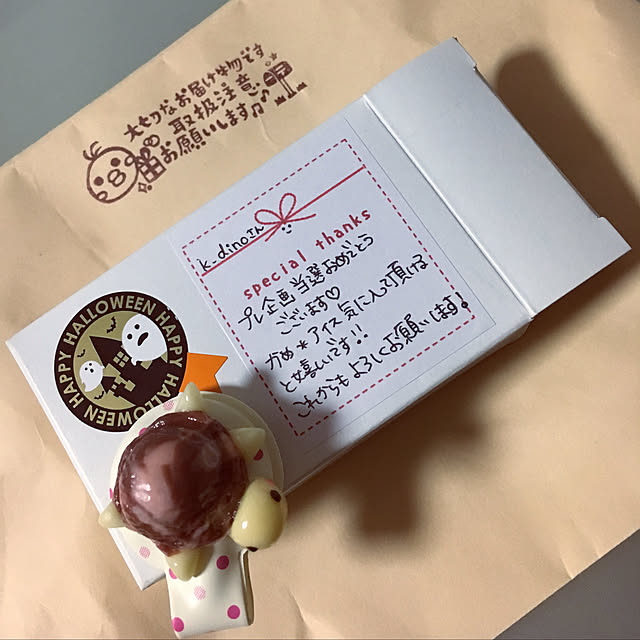 大セツなお届け物です
取扱注意
お願いします♫
k_dinoさん
special thanks
プレ企画当選おめでとう
ございます♡
かめ*アイス気に入って頂ける
と嬉しいです!!
これからもよろしくお願いします!
HAPPY HALLOWEEN HAPPY HALLOWEEN